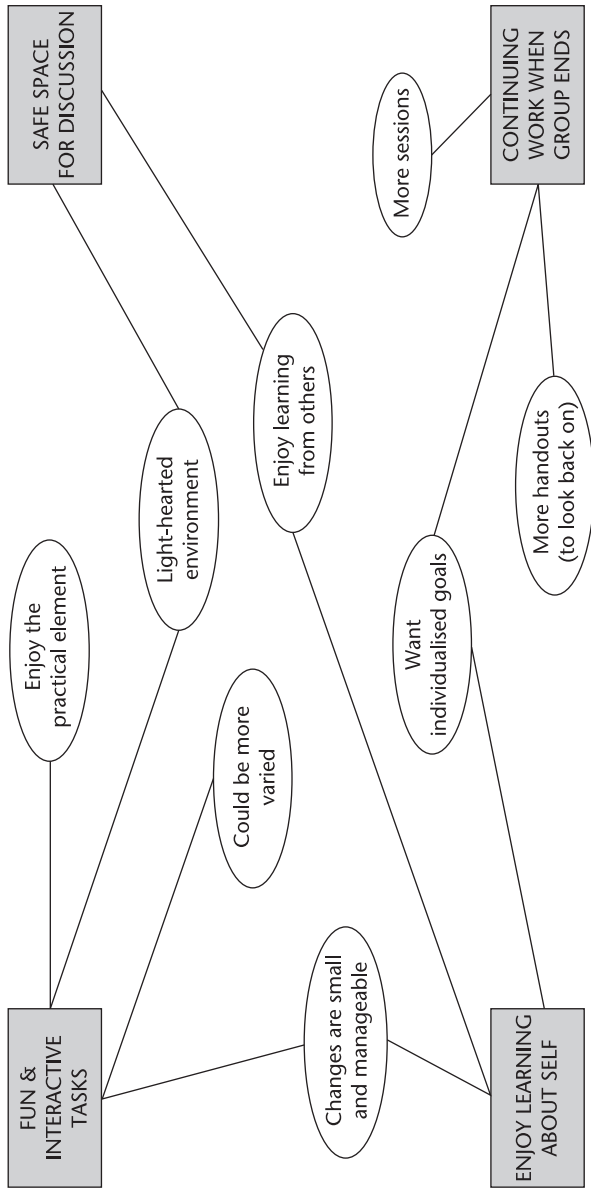 FUN &
INTERACTIVE
TASKS
Enjoy the
practical element
SAFE SPACE
FOR DISCUSSION
Light-hearted
environment
Could be more
varied
Enjoy learning
from others
Changes are small
and manageable
Want
individualised goals
More sessions
ENJOY LEARNING
ABOUT SELF
More handouts
(to look back on)
CONTINUING
WORK WHEN
GROUP ENDS